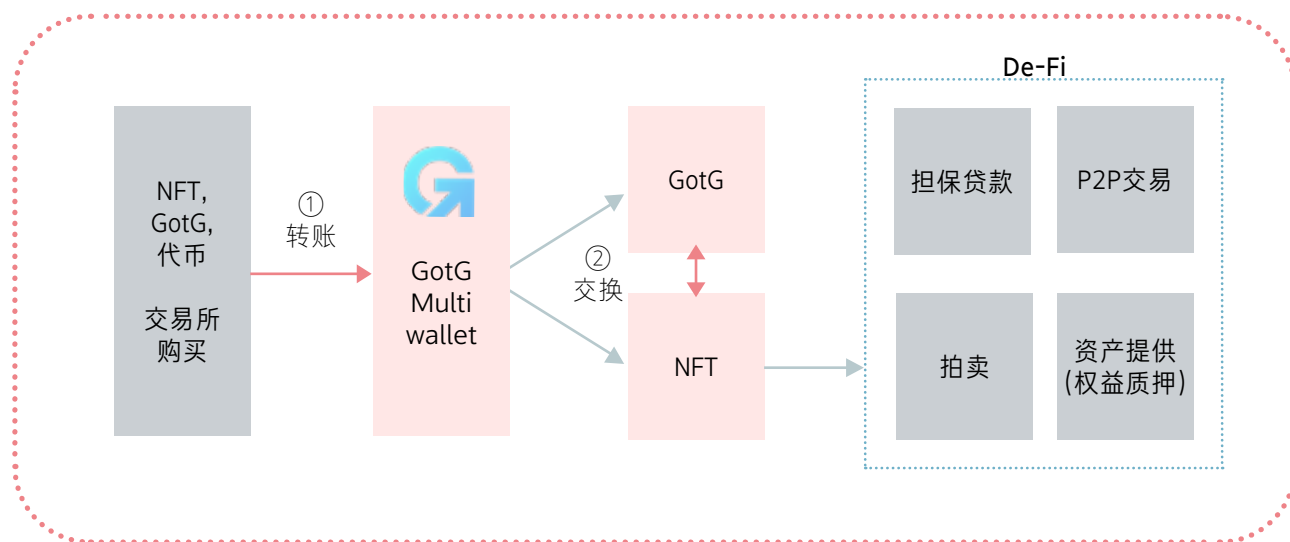 De-Fi
NFT,
GotG,
代币
交易所
购买
①
转账
GotG
Multi
wallet
②
交换
GotG
NFT
担保贷款
P2P交易
拍卖
资产提供
(权益质押)